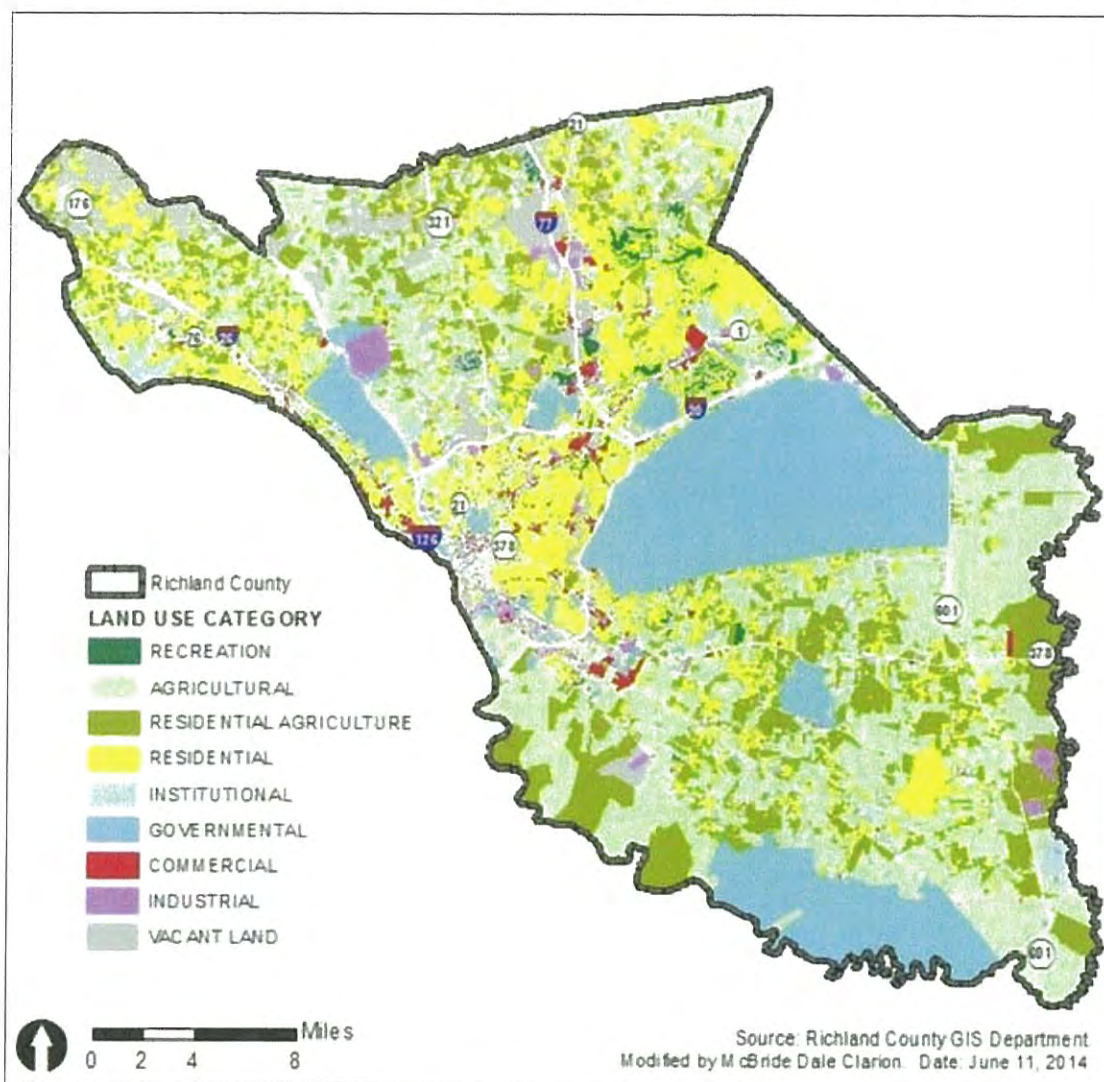 21
176
321
77
1
76
26
20
21
126
378
601
378
601
Richland County
LAND USE CATEGORY
RECREATION
AGRICULTURAL
RESIDENTIAL AGRICULTURE
RESIDENTIAL
INSTITUTIONAL
GOVERNMENTAL
COMMERCIAL
INDUSTRIAL
VACANT LAND
Miles
0 2 4 8
Source: Richland County GIS Department
Modified by McBride Dale Clarion. Date: June 11, 2014